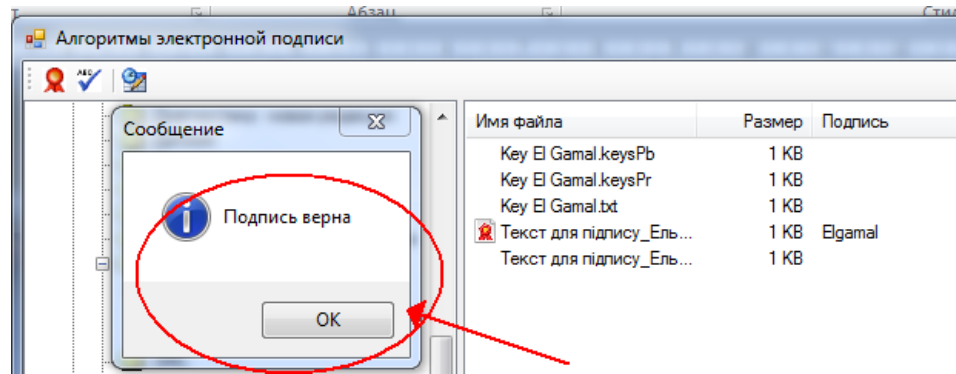 Абзац
Алгоритмы электронной подписи
Сообщение
Подпись верна
OK
Имя файла Размер Подпись
Key El Gamal.keysPb 1 KB
Key El Gamal.keysPr 1 KB
Key El Gamal.txt 1 KB
Текст для підпису_Ель... 1 KB Elgamal
Текст для підпису_Ель... 1 KB